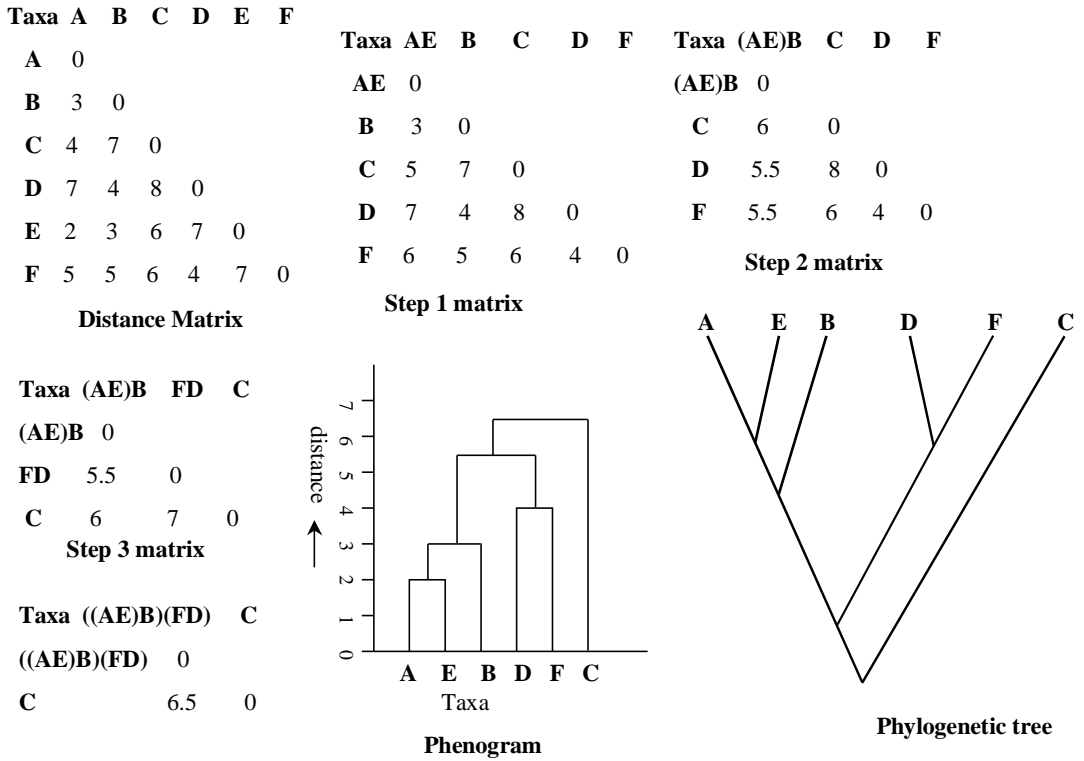 Taxa A B C D E F
A 0
B 3 0
C 4 7 0
D 7 4 8 0
E 2 3 6 7 0
F 5 5 6 4 7 0
Distance Matrix
Taxa AE B C D F
AE 0
B 3 0
C 5 7 0
D 7 4 8 0
F 6 5 6 4 0
Step 1 matrix
Taxa (AE)B C D F
(AE)B 0
C 6 0
D 5.5 8 0
F 5.5 6 4 0
Step 2 matrix
Taxa (AE)B FD C
(AE)B 0
FD 5.5 0
C 6 7 0
Step 3 matrix
Taxa ((AE)B)(FD) C
((AE)B)(FD) 0
C 6.5 0
distance
7
6
5
4
3
2
1
0
A E B D F C
Taxa
Phenogram
A E B D F C
Phylogenetic tree